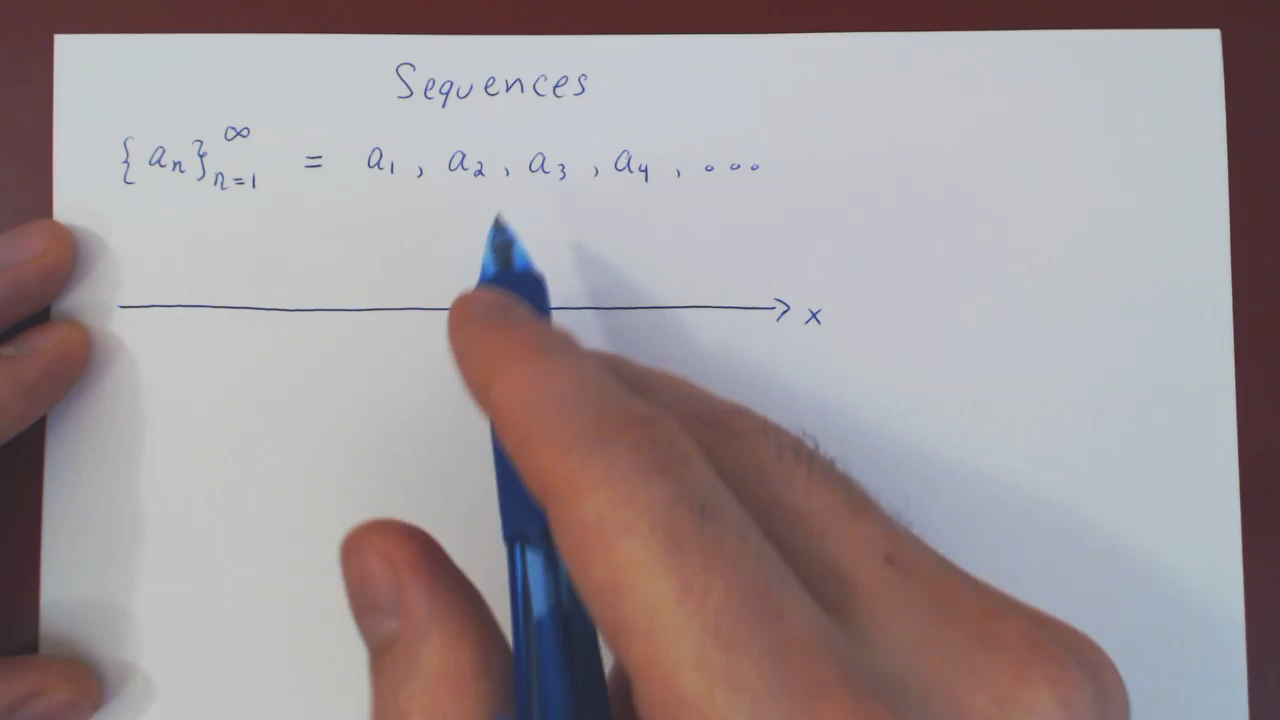 Sequences
{aₙ}ₙ₌₁^∞ = a₁ , a₂ , a₃ , a₄ , ...
x